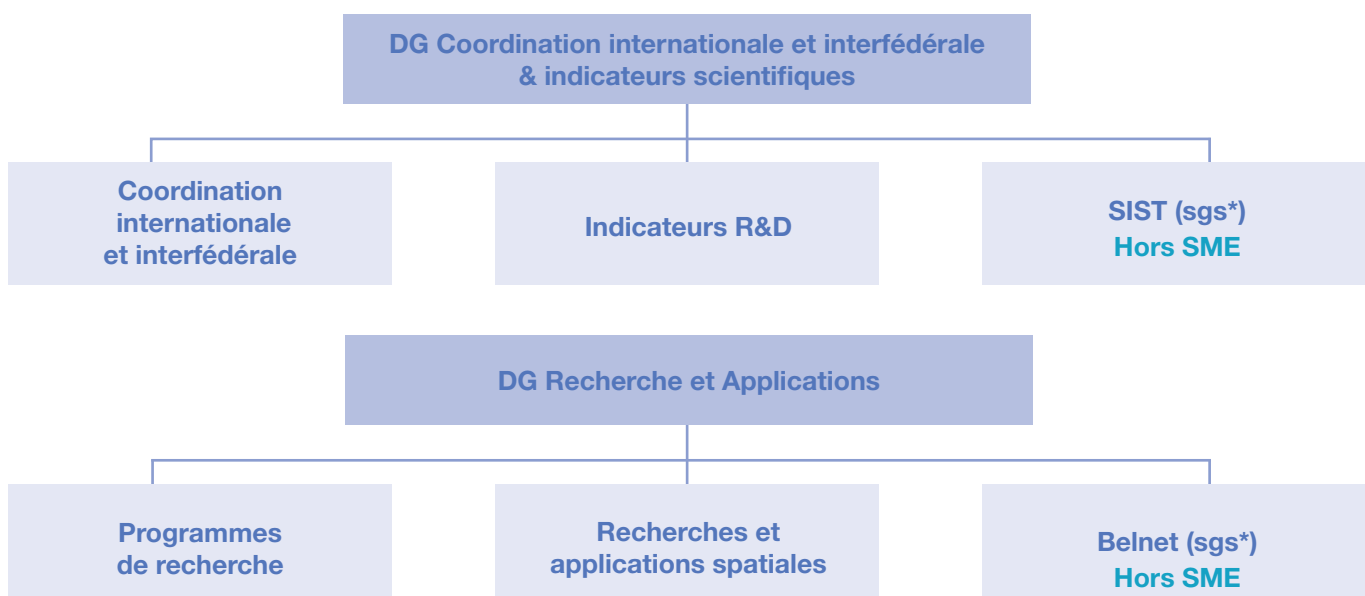 DG Coordination internationale et interfédérale
& indicateurs scientifiques
Coordination
internationale
et interfédérale
Indicateurs R&D
SIST (sgs*)
Hors SME
DG Recherche et Applications
Programmes
de recherche
Recherches et
applications spatiales
Belnet (sgs*)
Hors SME